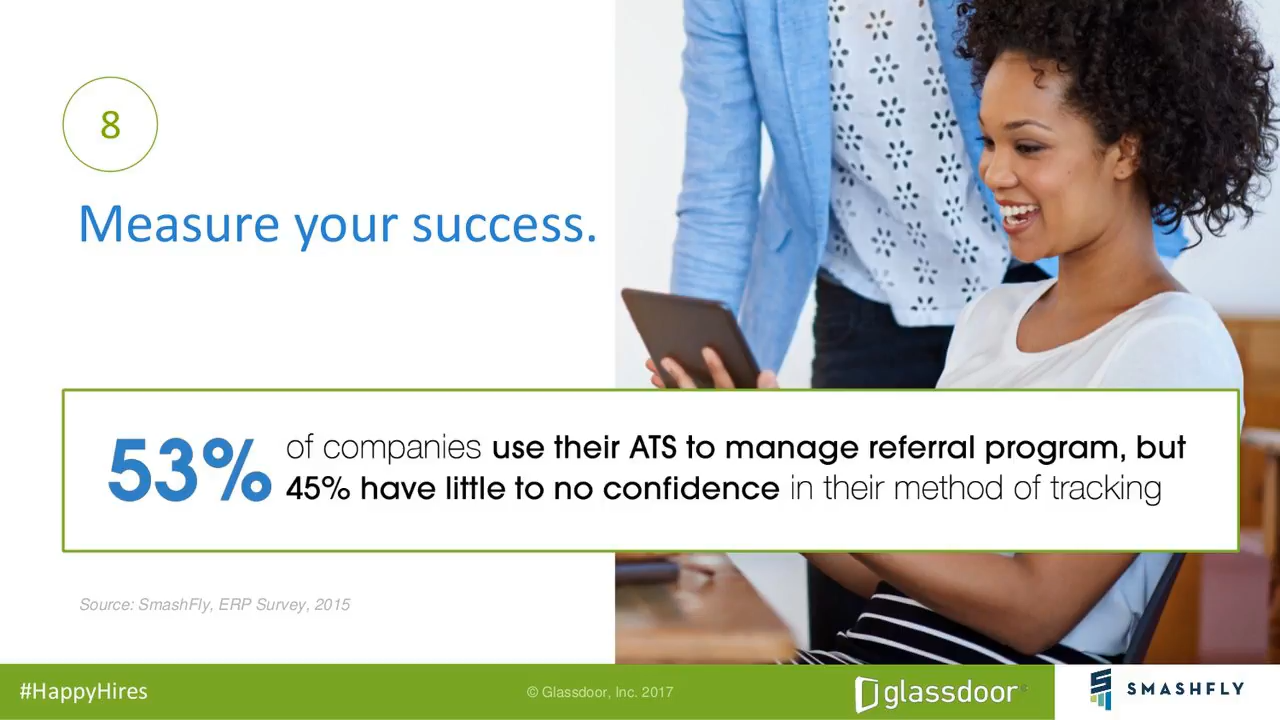 8
Measure your success.
53%
of companies use their ATS to manage referral program, but
45% have little to no confidence in their method of tracking
Source: SmashFly, ERP Survey, 2015
#HappyHires
© Glassdoor, Inc. 2017
glassdoor
SMASHFLY